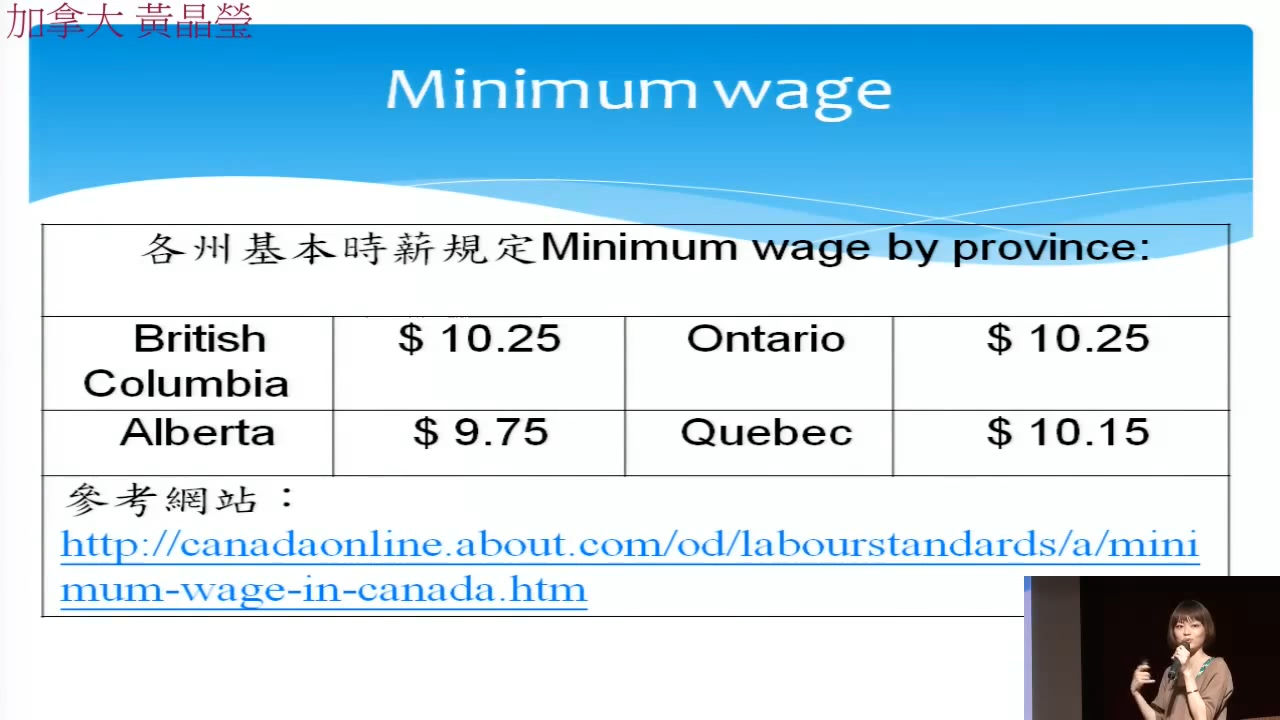 加拿大 黃晶瑩
Minimum wage
各州基本時薪規定Minimum wage by province:
British Columbia
$ 10.25
Ontario
$ 10.25
Alberta
$ 9.75
Quebec
$ 10.15
參考網站：
http://canadaonline.about.com/od/labourstandards/a/mini
mum-wage-in-canada.htm